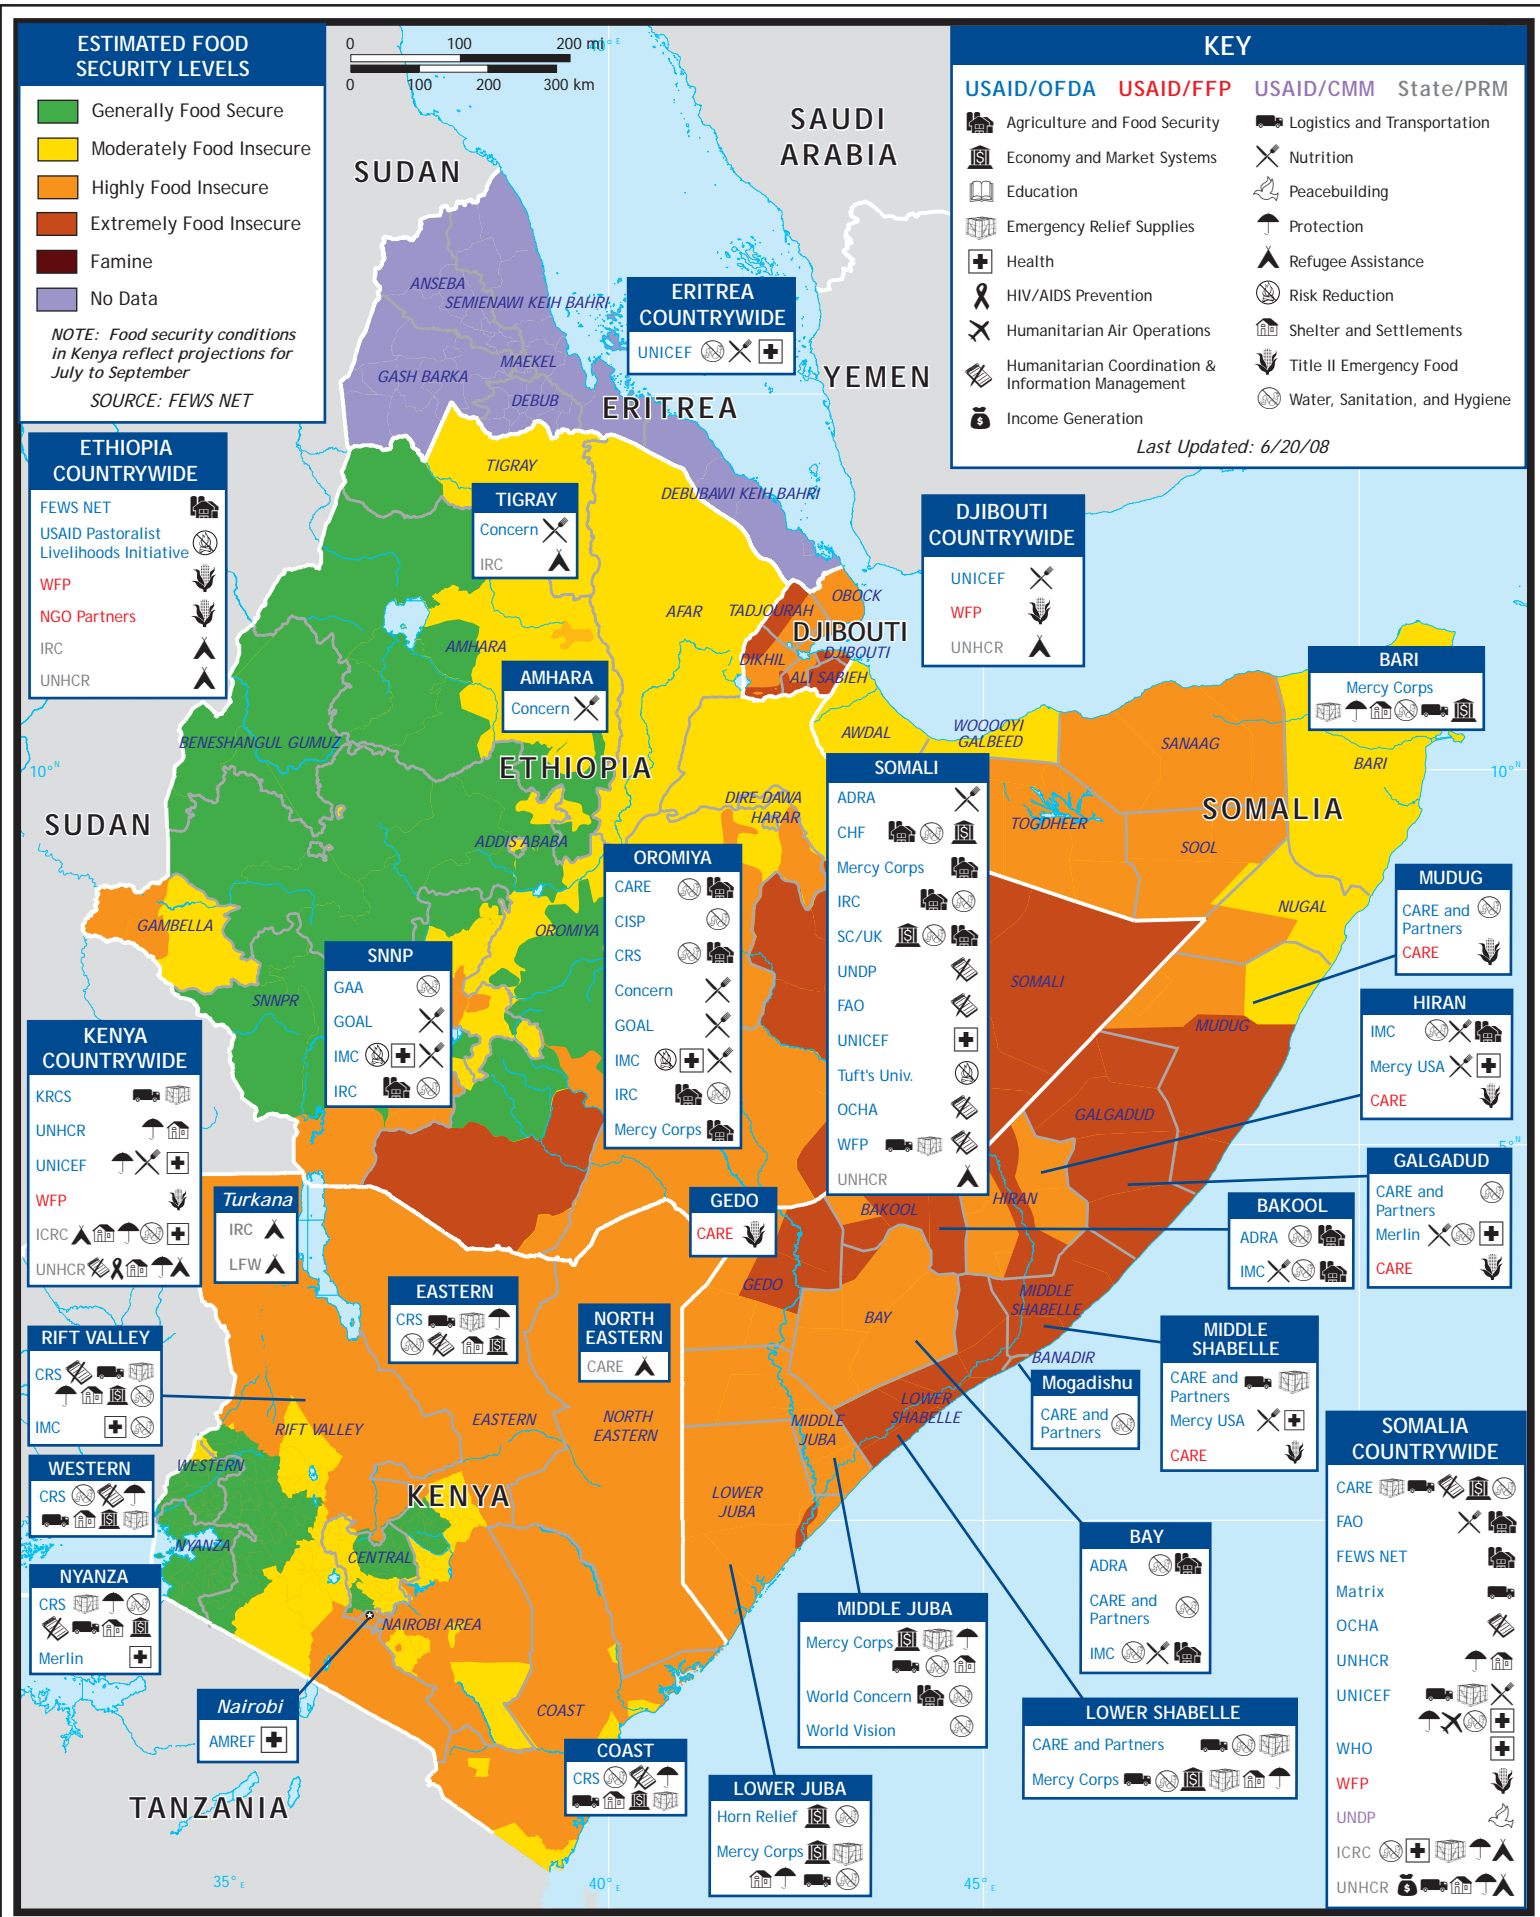 ESTIMATED FOOD
SECURITY LEVELS
Generally Food Secure
Moderately Food Insecure
Highly Food Insecure
Extremely Food Insecure
Famine
No Data
NOTE: Food security conditions
in Kenya reflect projections for
July to September
SOURCE: FEWS NET
0 100 200 mi
0 100 200 300 km
40° E
KEY
USAID/OFDA USAID/FFP USAID/CMM State/PRM
Agriculture and Food Security
Economy and Market Systems
Education
Emergency Relief Supplies
Health
HIV/AIDS Prevention
Humanitarian Air Operations
Humanitarian Coordination &
Information Management
Income Generation
Logistics and Transportation
Nutrition
Peacebuilding
Protection
Refugee Assistance
Risk Reduction
Shelter and Settlements
Title II Emergency Food
Water, Sanitation, and Hygiene
Last Updated: 6/20/08
SUDAN
SAUDI
ARABIA
YEMEN
ERITREA
ANSEBA
SEMIENAWI KEIH BAHRI
MAEKEL
GASH BARKA
DEBUB
DEBUBAWI KEIH BAHRI
ERITREA
COUNTRYWIDE
UNICEF
ETHIOPIA
COUNTRYWIDE
FEWS NET
USAID Pastoralist
Livelihoods Initiative
WFP
NGO Partners
IRC
UNHCR
TIGRAY
TIGRAY
Concern
IRC
AFAR
AMHARA
AMHARA
Concern
DJIBOUTI
COUNTRYWIDE
UNICEF
WFP
UNHCR
OBOCK
TADJOURAH
DJIBOUTI
DJIBOUTI
DIKHIL
ALI SABIEH
BARI
Mercy Corps
AWDAL
WOOOOYI
GALBEED
SANAAG
BARI
BENESHANGUL GUMUZ
ETHIOPIA
10° N
10° N
SUDAN
SOMALIA
DIRE DAWA
HARAR
ADDIS ABABA
TOGDHEER
SOOL
NUGAL
GAMBELLA
OROMIYA
SNNPR
SOMALI
MUDUG
SOMALI
ADRA
CHF
Mercy Corps
IRC
SC/UK
UNDP
FAO
UNICEF
Tuft's Univ.
OCHA
WFP
UNHCR
OROMIYA
CARE
CISP
CRS
Concern
GOAL
IMC
IRC
Mercy Corps
SNNP
GAA
GOAL
IMC
IRC
MUDUG
CARE and
Partners
CARE
HIRAN
IMC
Mercy USA
CARE
KENYA
COUNTRYWIDE
KRCS
UNHCR
UNICEF
WFP
ICRC
UNHCR
GALGADUD
5° N
GALGADUD
CARE and
Partners
Merlin
CARE
Turkana
IRC
LFW
GEDO
CARE
BAKOOL
HIRAN
BAKOOL
ADRA
IMC
GEDO
BAY
MIDDLE
SHABELLE
BANADIR
EASTERN
CRS
NORTH
EASTERN
CARE
RIFT VALLEY
CRS
IMC
MIDDLE
SHABELLE
CARE and
Partners
Mercy USA
CARE
Mogadishu
CARE and
Partners
LOWER
SHABELLE
MIDDLE
JUBA
LOWER
JUBA
RIFT VALLEY
EASTERN
NORTH
EASTERN
WESTERN
WESTERN
CRS
KENYA
NYANZA
CENTRAL
NYANZA
CRS
Merlin
NAIROBI AREA
COAST
Nairobi
AMREF
COAST
CRS
BAY
ADRA
CARE and
Partners
IMC
MIDDLE JUBA
Mercy Corps
World Concern
World Vision
LOWER SHABELLE
CARE and Partners
Mercy Corps
LOWER JUBA
Horn Relief
Mercy Corps
SOMALIA
COUNTRYWIDE
CARE
FAO
FEWS NET
Matrix
OCHA
UNHCR
UNICEF
WHO
WFP
UNDP
ICRC
UNHCR
TANZANIA
35° E
40° E
45° E